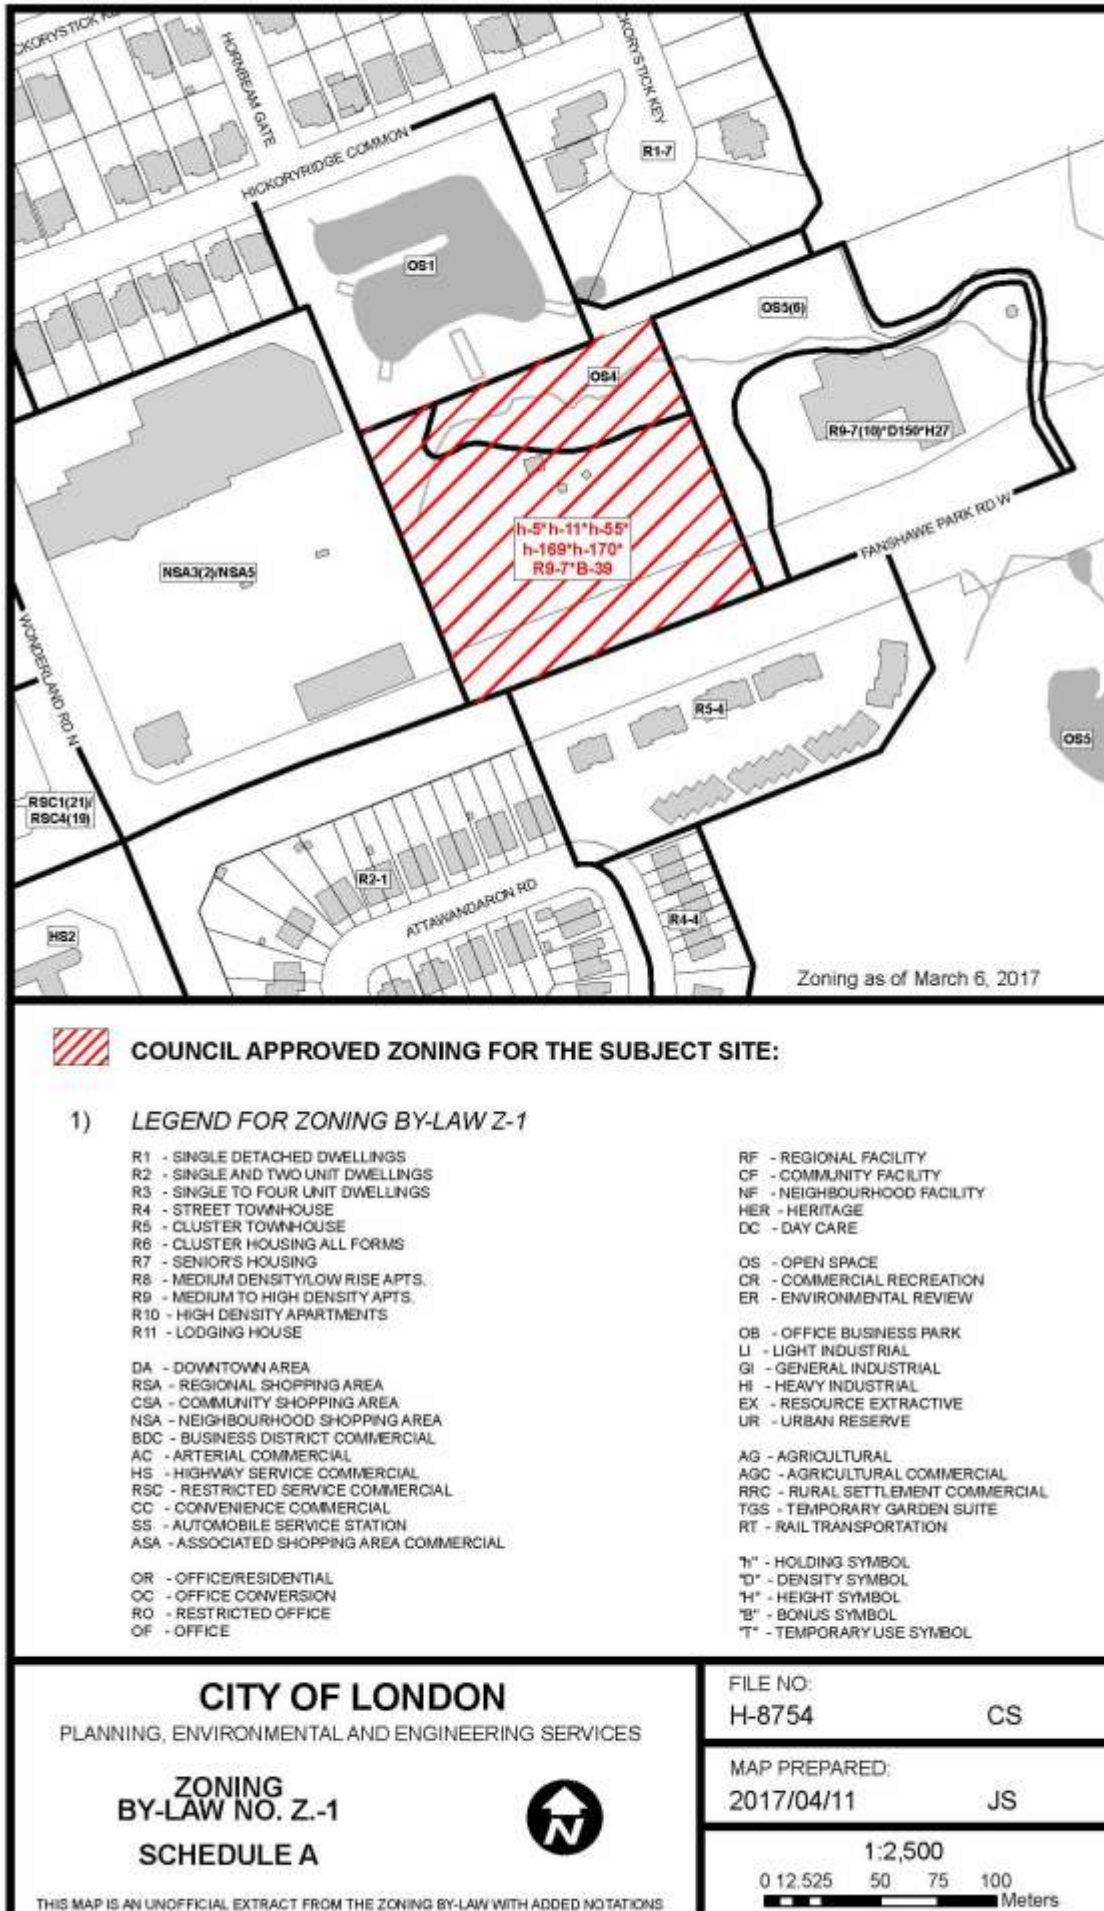 CKORYSTICK KE
HORNBEAM GATE
CKORYSTICK KEY
HICKORYRIDGE COMMON
R1-7
OS1
OS5(6)
OS4
R9-7(10)*D150*H27
h-5*h-11*h-55*
h-169*h-170*
R9-7*B-39
FANSHAWE PARK RD W
NSA3(2)/NSA5
WONDERLAND RD N
R5-4
OS5
RSC1(21)/
RSC4(19)
R2-1
ATTAWANDARON RD
R4-4
HS2
Zoning as of March 6, 2017
COUNCIL APPROVED ZONING FOR THE SUBJECT SITE:
1) LEGEND FOR ZONING BY-LAW Z-1
R1 - SINGLE DETACHED DWELLINGS
R2 - SINGLE AND TWO UNIT DWELLINGS
R3 - SINGLE TO FOUR UNIT DWELLINGS
R4 - STREET TOWNHOUSE
R5 - CLUSTER TOWNHOUSE
R6 - CLUSTER HOUSING ALL FORMS
R7 - SENIOR'S HOUSING
R8 - MEDIUM DENSITY/LOW RISE APTS.
R9 - MEDIUM TO HIGH DENSITY APTS.
R10 - HIGH DENSITY APARTMENTS
R11 - LODGING HOUSE
DA - DOWNTOWN AREA
RSA - REGIONAL SHOPPING AREA
CSA - COMMUNITY SHOPPING AREA
NSA - NEIGHBOURHOOD SHOPPING AREA
BDC - BUSINESS DISTRICT COMMERCIAL
AC - ARTERIAL COMMERCIAL
HS - HIGHWAY SERVICE COMMERCIAL
RSC - RESTRICTED SERVICE COMMERCIAL
CC - CONVENIENCE COMMERCIAL
SS - AUTOMOBILE SERVICE STATION
ASA - ASSOCIATED SHOPPING AREA COMMERCIAL
OR - OFFICE/RESIDENTIAL
OC - OFFICE CONVERSION
RO - RESTRICTED OFFICE
OF - OFFICE
RF - REGIONAL FACILITY
CF - COMMUNITY FACILITY
NF - NEIGHBOURHOOD FACILITY
HER - HERITAGE
DC - DAY CARE
OS - OPEN SPACE
CR - COMMERCIAL RECREATION
ER - ENVIRONMENTAL REVIEW
OB - OFFICE BUSINESS PARK
LI - LIGHT INDUSTRIAL
GI - GENERAL INDUSTRIAL
HI - HEAVY INDUSTRIAL
EX - RESOURCE EXTRACTIVE
UR - URBAN RESERVE
AG - AGRICULTURAL
AGC - AGRICULTURAL COMMERCIAL
RRC - RURAL SETTLEMENT COMMERCIAL
TGS - TEMPORARY GARDEN SUITE
RT - RAIL TRANSPORTATION
"h" - HOLDING SYMBOL
"D" - DENSITY SYMBOL
"H" - HEIGHT SYMBOL
"B" - BONUS SYMBOL
"T" - TEMPORARY USE SYMBOL
CITY OF LONDON
PLANNING, ENVIRONMENTAL AND ENGINEERING SERVICES
ZONING
BY-LAW NO. Z.-1
SCHEDULE A
N
THIS MAP IS AN UNOFFICIAL EXTRACT FROM THE ZONING BY-LAW WITH ADDED NOTATIONS
FILE NO:
H-8754 CS
MAP PREPARED:
2017/04/11 JS
1:2,500
0 12.525 50 75 100
Meters